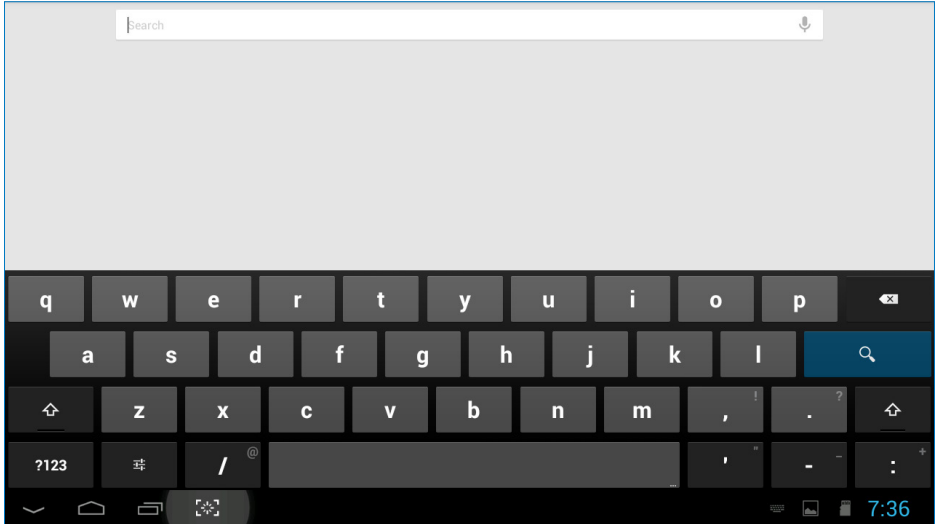 Search
q w e r t y u i o p
a s d f g h j k l
z x c v b n m , ! . ?
?123 / @ ... ' " - _ : +
7:36